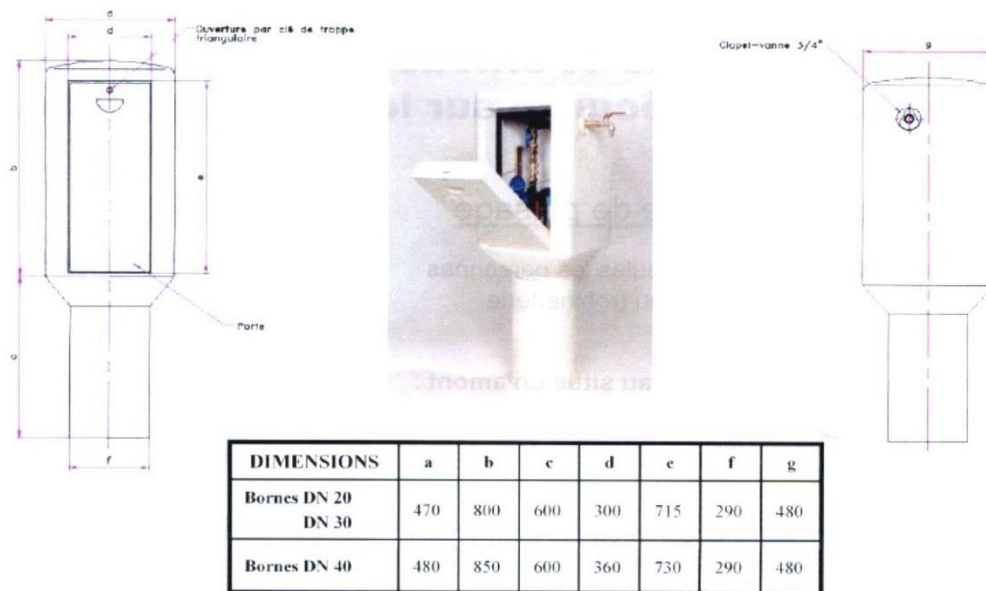 a
d
Ouverture par clé de trappe
triangulaire
b
e
Porte
c
f
Clapet-vanne 3/4"
g
DIMENSIONS a b c d e f g
Bornes DN 20
DN 30 470 800 600 300 715 290 480
Bornes DN 40 480 850 600 360 730 290 480